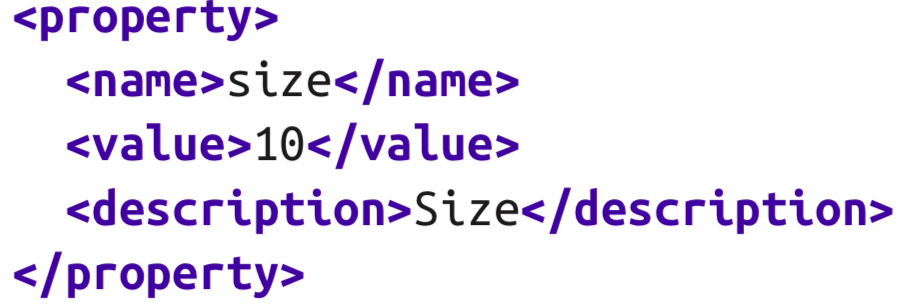 <property>
  <name>size</name>
  <value>10</value>
  <description>Size</description>
</property>